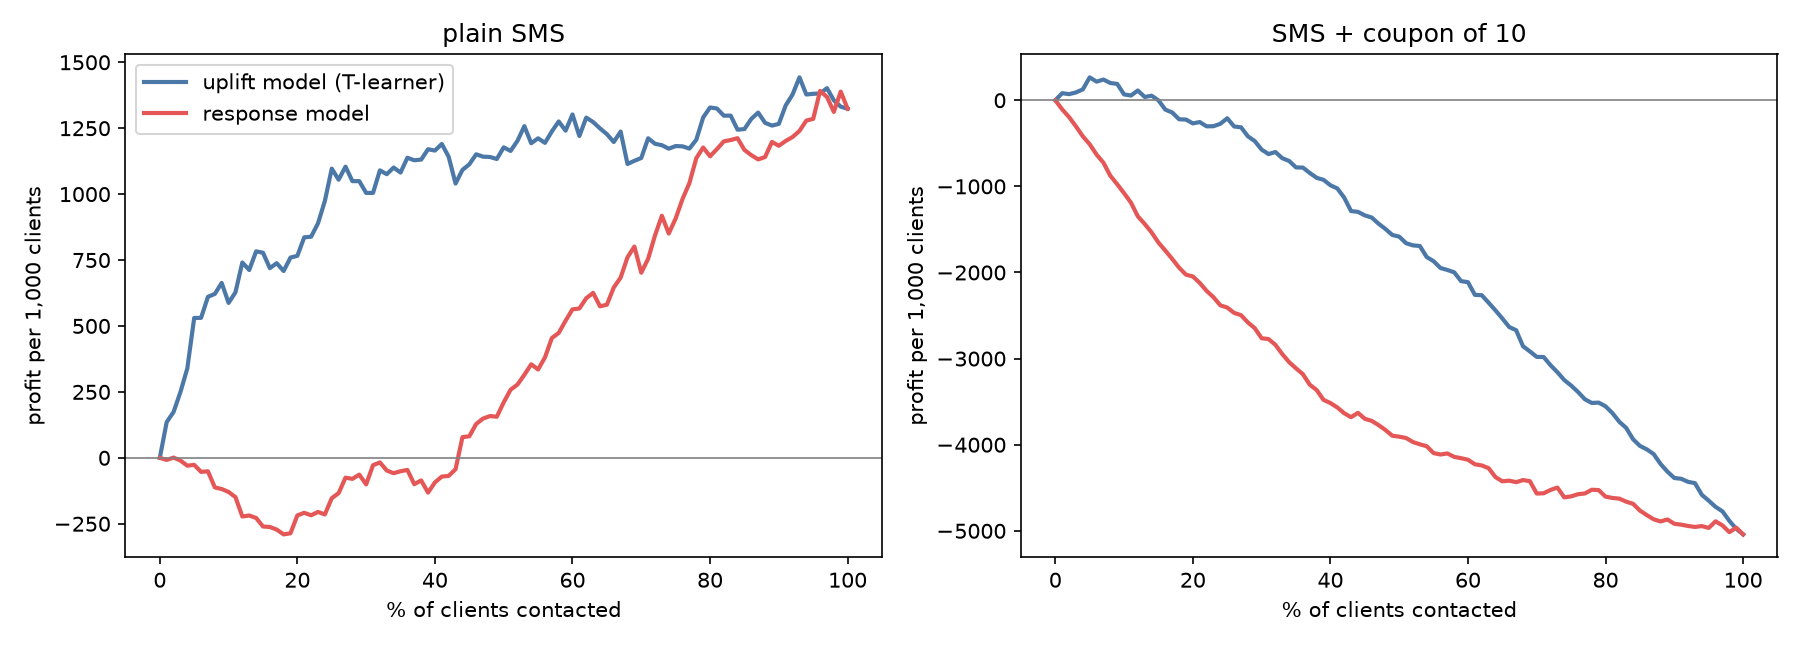 plain SMS
profit per 1,000 clients
1500
1250
1000
750
500
250
0
−250
uplift model (T-learner)
response model
0 20 40 60 80 100
% of clients contacted
SMS + coupon of 10
profit per 1,000 clients
0
−1000
−2000
−3000
−4000
−5000
0 20 40 60 80 100
% of clients contacted